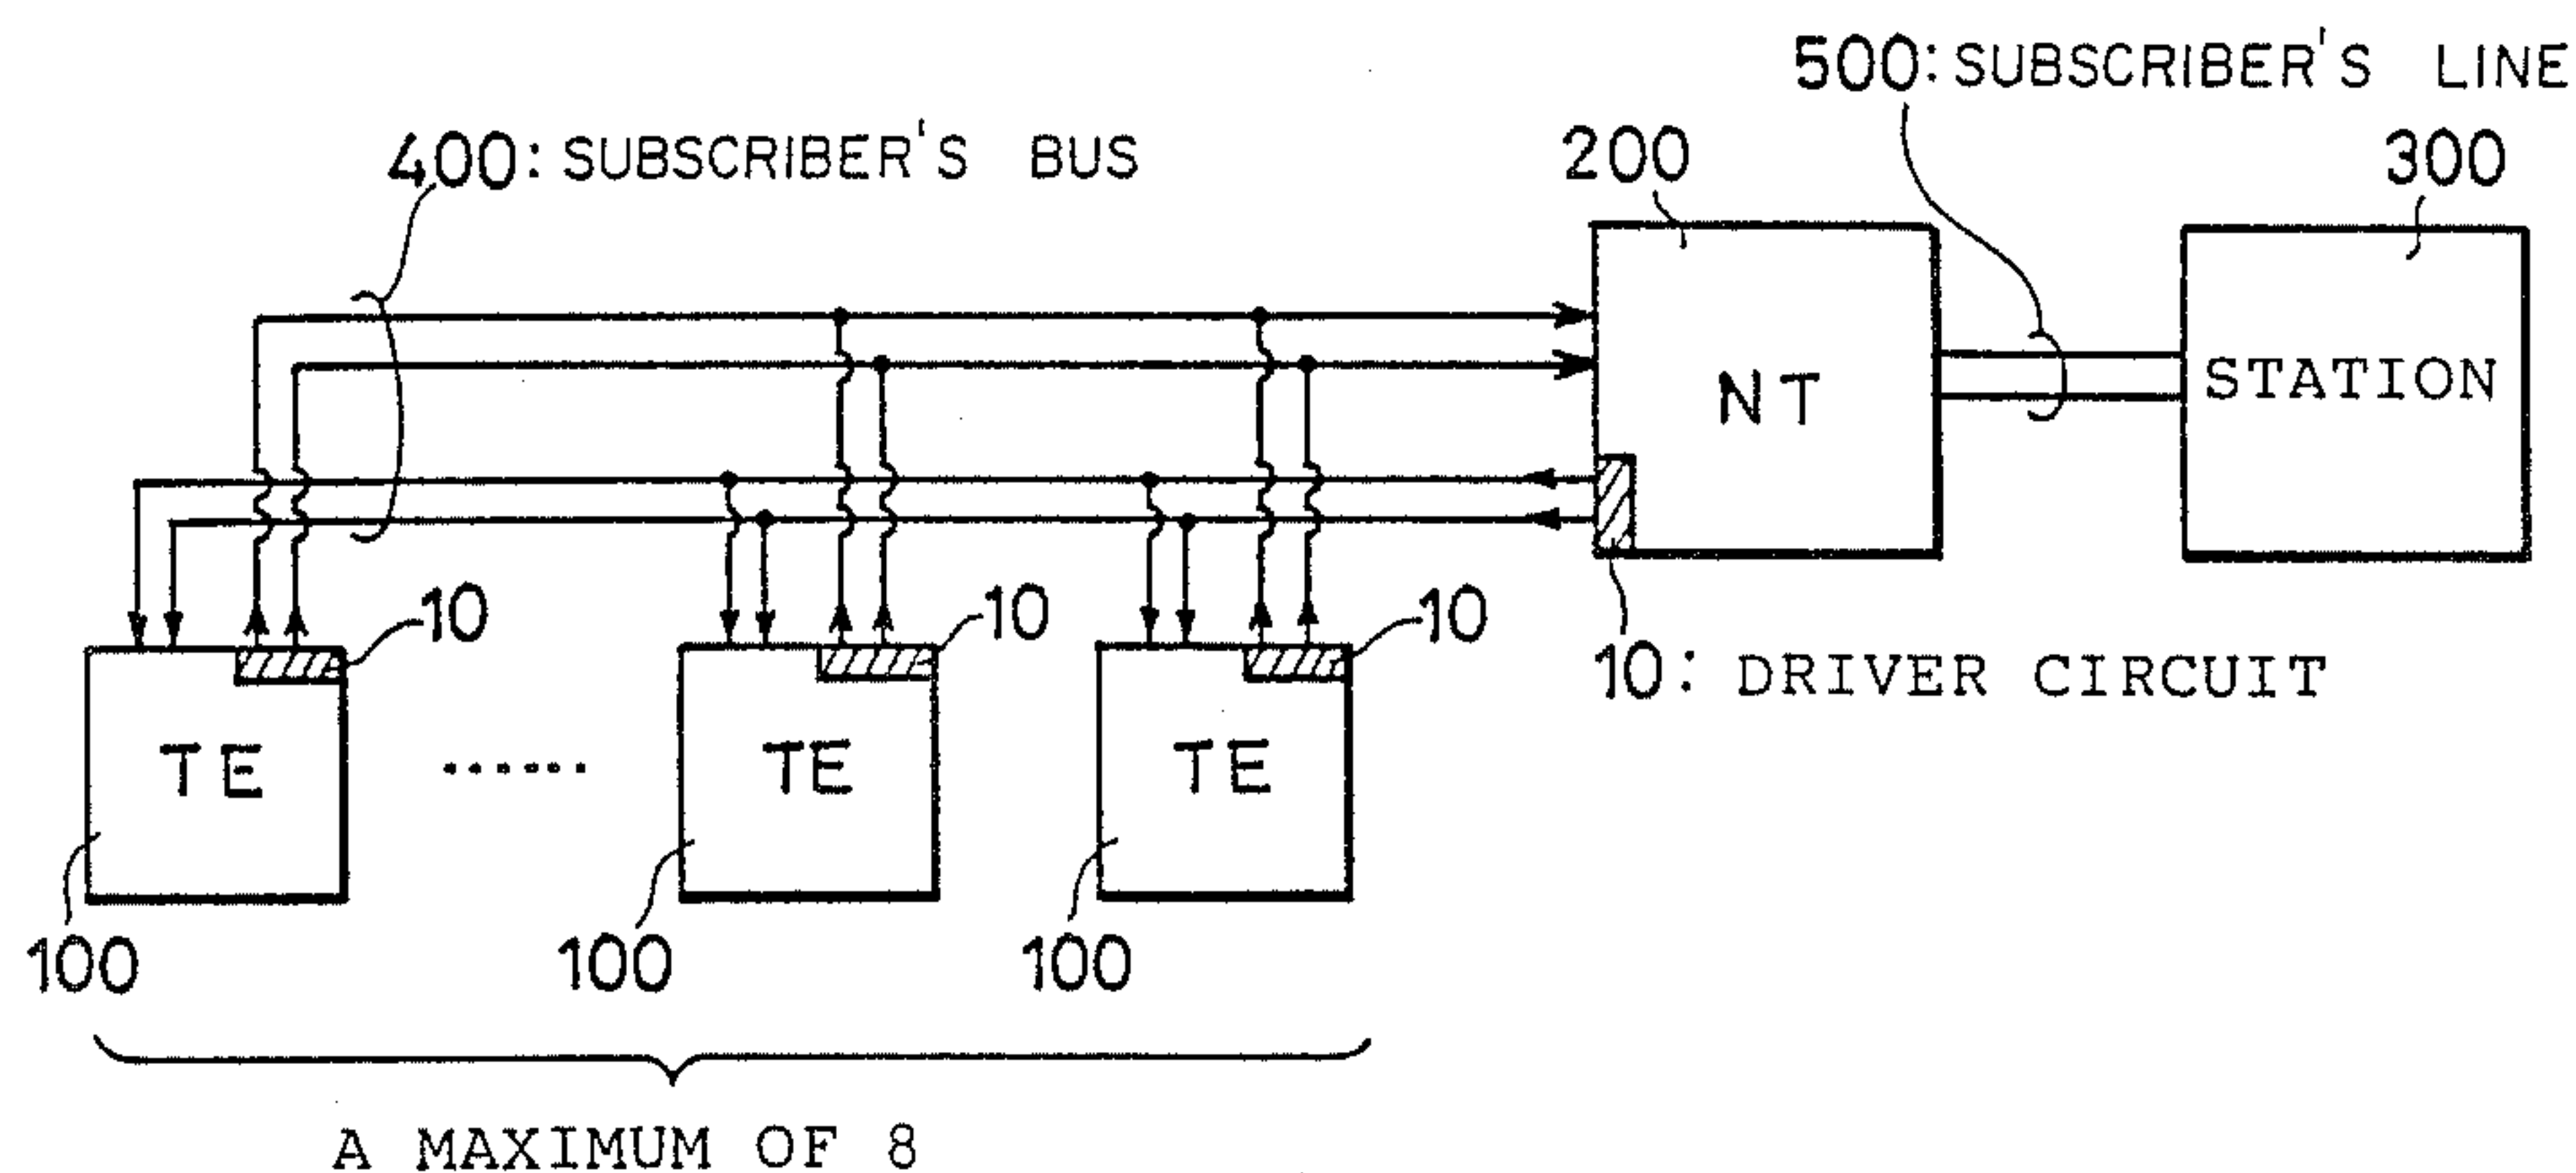 500: SUBSCRIBER'S LINE
400: SUBSCRIBER'S BUS
200
300
NT
STATION
10
10
10
10: DRIVER CIRCUIT
TE
......
TE
TE
100
100
100
A MAXIMUM OF 8